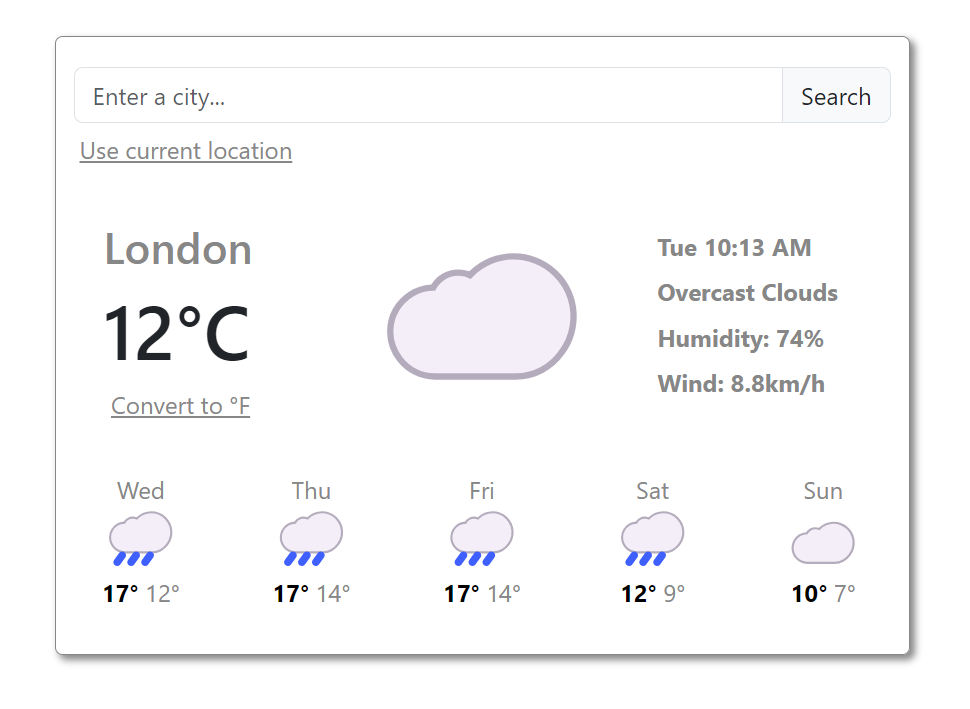 Enter a city...
Search
Use current location
London
12°C
Convert to °F
Tue 10:13 AM
Overcast Clouds
Humidity: 74%
Wind: 8.8km/h
Wed Thu Fri Sat Sun
17° 12° 17° 14° 17° 14° 12° 9° 10° 7°